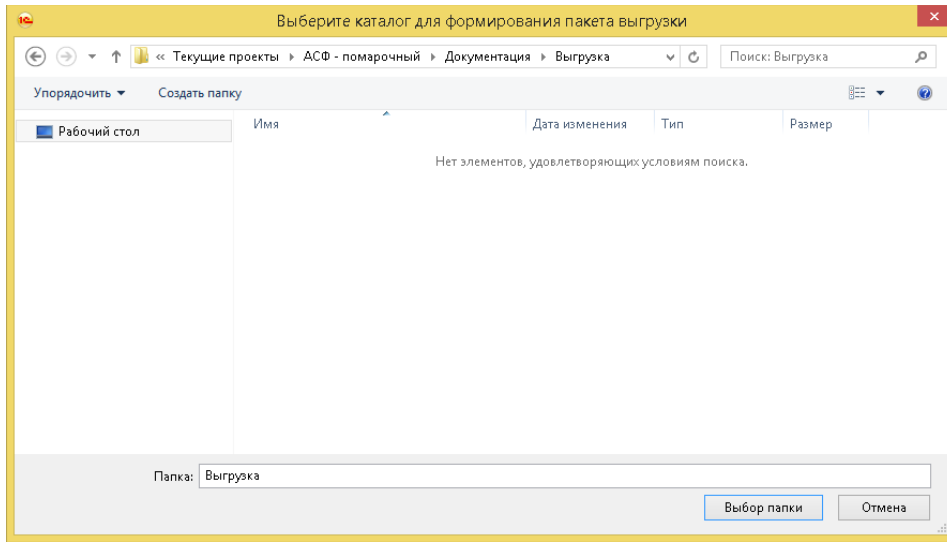 1С Выберите каталог для формирования пакета выгрузки
« Текущие проекты АСФ - помарочный Документация Выгрузка Поиск: Выгрузка
Упорядочить Создать папку
Рабочий стол
Имя Дата изменения Тип Размер
Нет элементов, удовлетворяющих условиям поиска.
Папка: Выгрузка
Выбор папки Отмена